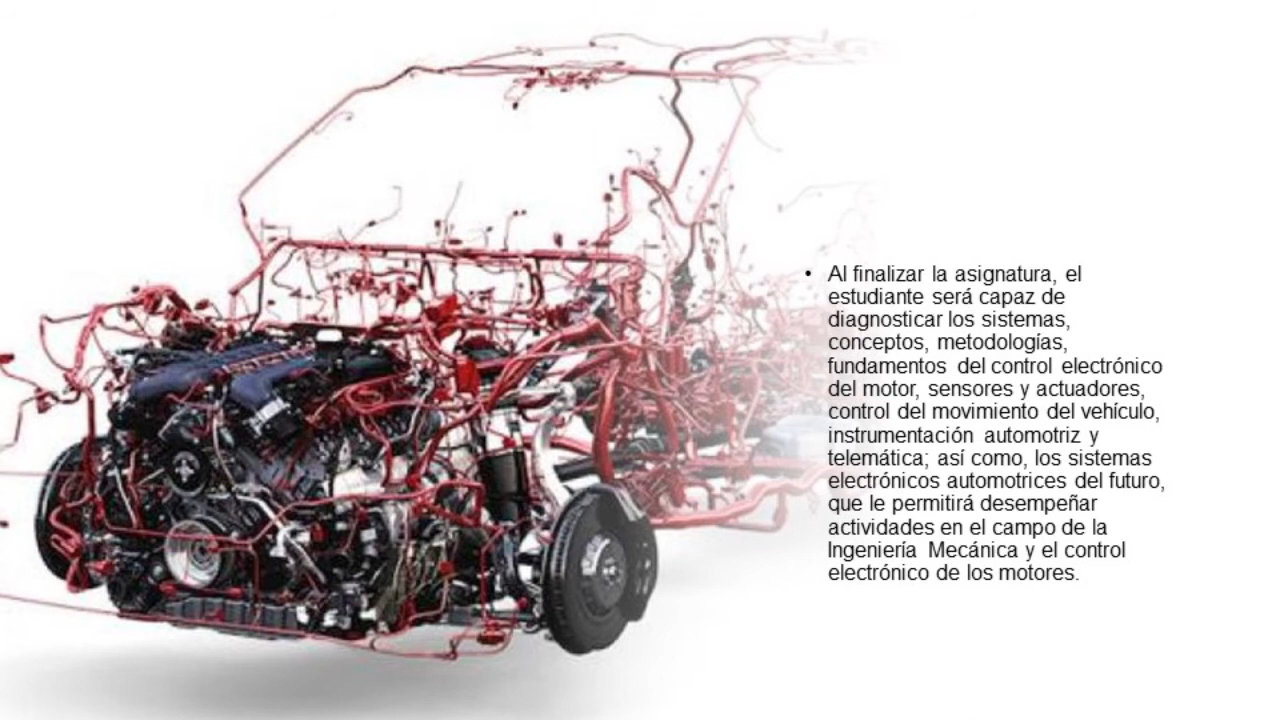 • Al finalizar la asignatura, el
estudiante será capaz de
diagnosticar los sistemas,
conceptos, metodologías,
fundamentos del control electrónico
del motor, sensores y actuadores,
control del movimiento del vehículo,
instrumentación automotriz y
telemática; así como, los sistemas
electrónicos automotrices del futuro,
que le permitirá desempeñar
actividades en el campo de la
Ingeniería Mecánica y el control
electrónico de los motores.